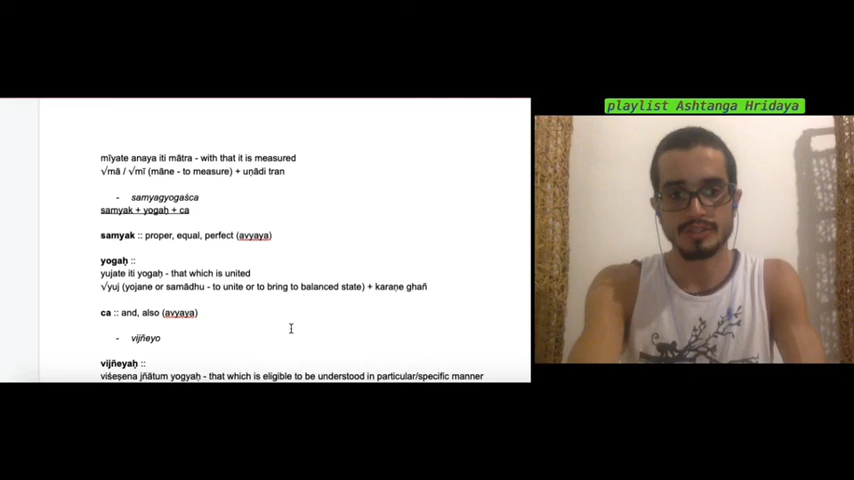 playlist Ashtanga Hridaya
mīyate anaya iti mātra - with that it is measured
√mā / √mī (māne - to measure) + uṇādi tran
- samyagyogaśca
samyak + yogaḥ + ca
samyak :: proper, equal, perfect (avyaya)
yogaḥ ::
yujate iti yogaḥ - that which is united
√yuj (yojane or samādhu - to unite or to bring to balanced state) + karaṇe ghañ
ca :: and, also (avyaya)
- vijñeyo
vijñeyaḥ ::
viśeṣena jñātum yogyaḥ - that which is eligible to be understood in particular/specific manner